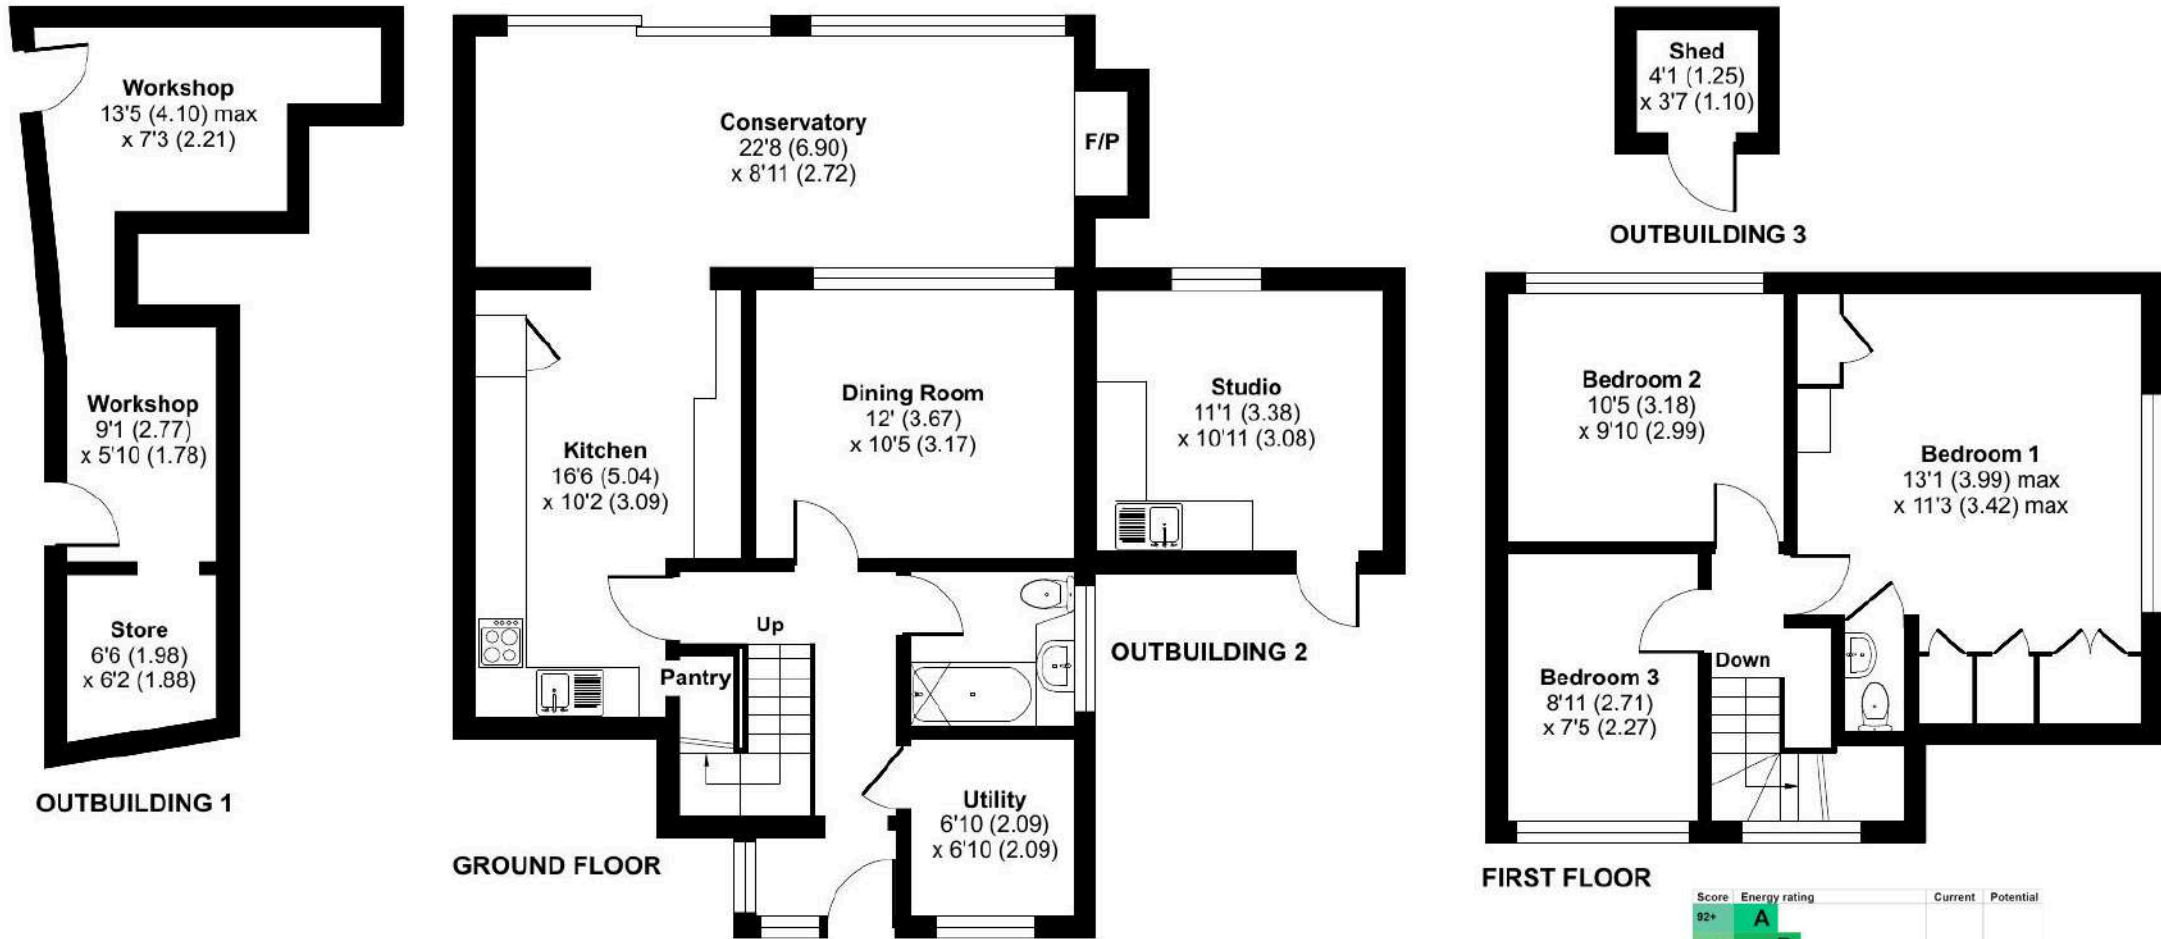 Workshop
13'5 (4.10) max
x 7'3 (2.21)
Workshop
9'1 (2.77)
x 5'10 (1.78)
Store
6'6 (1.98)
x 6'2 (1.88)
OUTBUILDING 1
Conservatory
22'8 (6.90)
x 8'11 (2.72)
F/P
Kitchen
16'6 (5.04)
x 10'2 (3.09)
Dining Room
12' (3.67)
x 10'5 (3.17)
Up
Pantry
Utility
6'10 (2.09)
x 6'10 (2.09)
GROUND FLOOR
Studio
11'1 (3.38)
x 10'11 (3.08)
OUTBUILDING 2
Shed
4'1 (1.25)
x 3'7 (1.10)
OUTBUILDING 3
Bedroom 2
10'5 (3.18)
x 9'10 (2.99)
Bedroom 1
13'1 (3.99) max
x 11'3 (3.42) max
Bedroom 3
8'11 (2.71)
x 7'5 (2.27)
Down
FIRST FLOOR
Score Energy rating Current Potential
92+ A